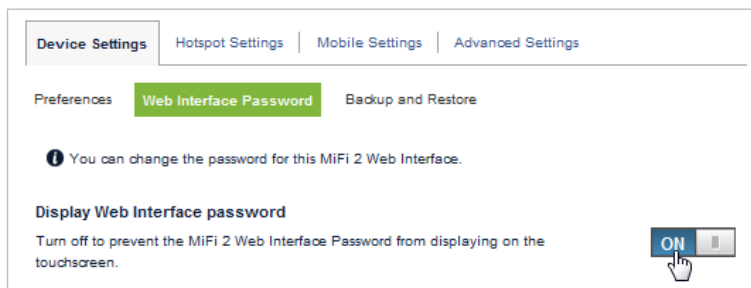 Device Settings Hotspot Settings Mobile Settings Advanced Settings
Preferences Web Interface Password Backup and Restore
You can change the password for this MiFi 2 Web Interface.
Display Web Interface password
Turn off to prevent the MiFi 2 Web Interface Password from displaying on the
touchscreen.
ON